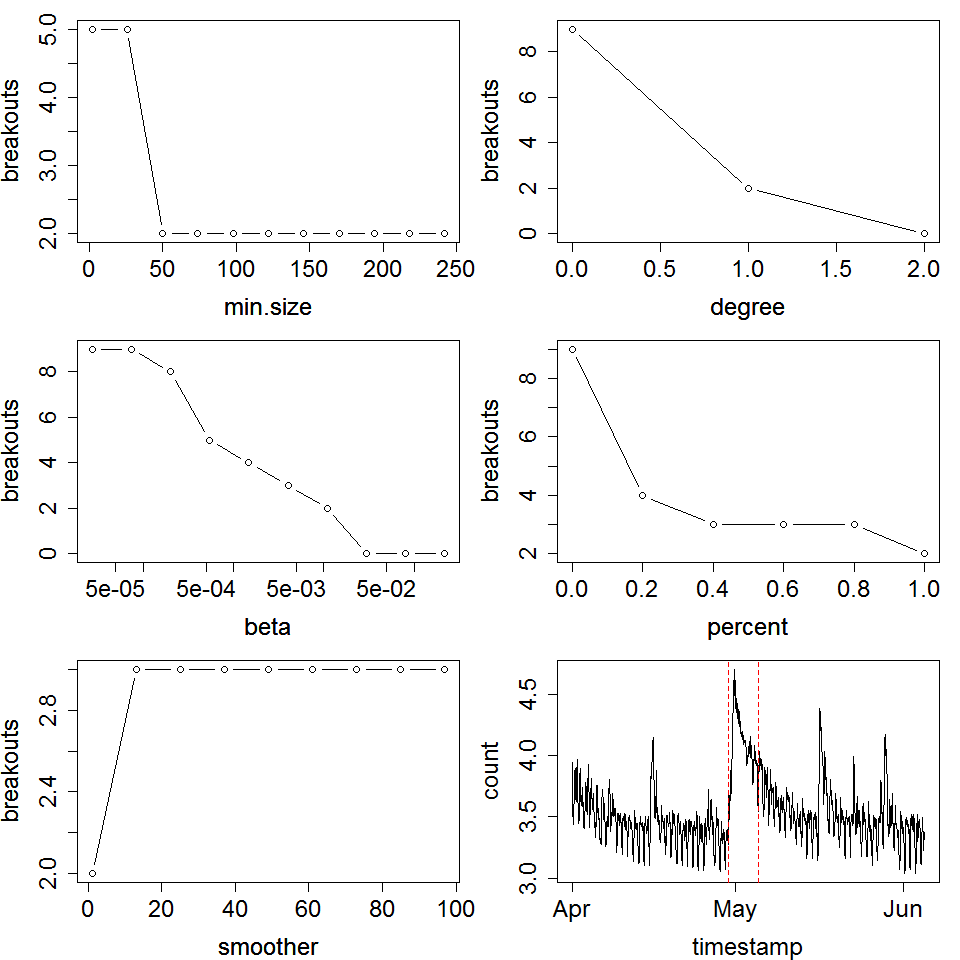 breakouts
5.0
4.0
3.0
2.0
0 50 100 150 200 250
min.size
breakouts
8
6
4
2
0
0.0 0.5 1.0 1.5 2.0
degree
breakouts
8
6
4
2
0
5e-05 5e-04 5e-03 5e-02
beta
breakouts
8
6
4
2
0.0 0.2 0.4 0.6 0.8 1.0
percent
breakouts
2.8
2.4
2.0
0 20 40 60 80 100
smoother
count
4.5
4.0
3.5
3.0
Apr May Jun
timestamp